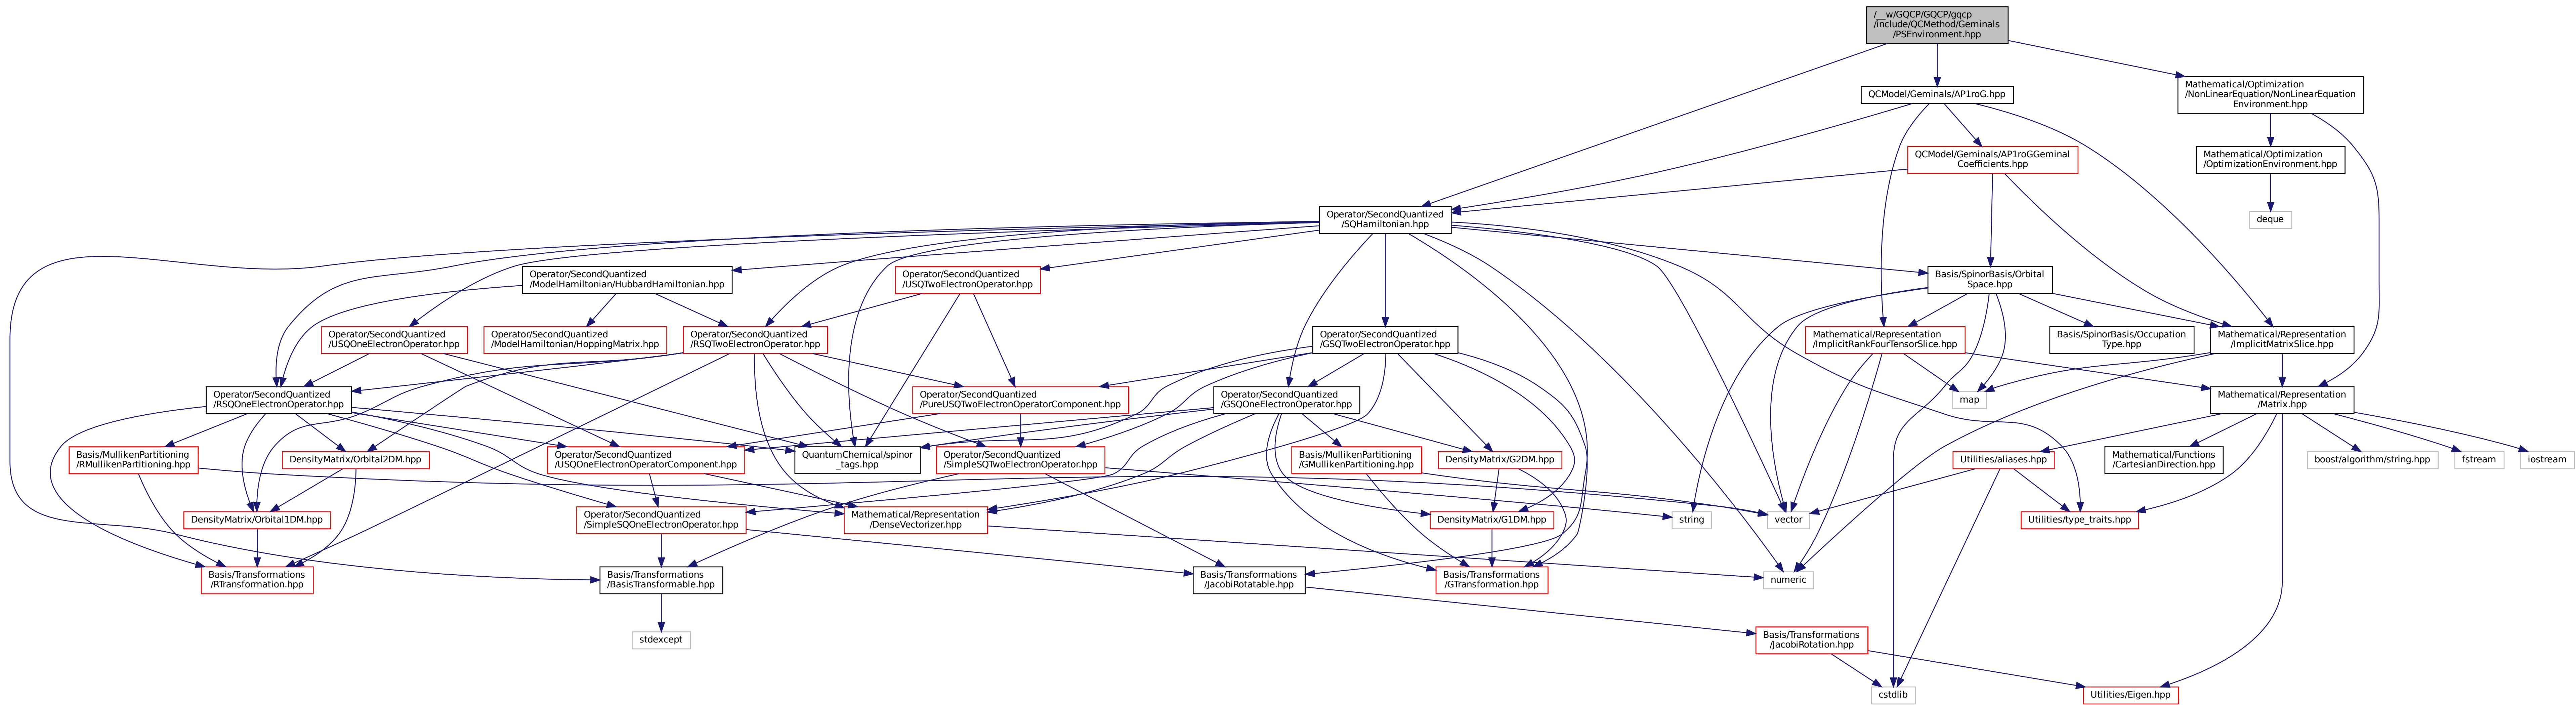 /__w/GQCP/GQCP/gqcp
/include/QCMethod/Geminals
/PSEnvironment.hpp
QCModel/Geminals/AP1roG.hpp
Mathematical/Optimization
/NonLinearEquation/NonLinearEquation
Environment.hpp
QCModel/Geminals/AP1roGGeminal
Coefficients.hpp
Mathematical/Optimization
/OptimizationEnvironment.hpp
Operator/SecondQuantized
/SQHamiltonian.hpp
deque
Operator/SecondQuantized
/ModelHamiltonian/HubbardHamiltonian.hpp
Operator/SecondQuantized
/USQTwoElectronOperator.hpp
Basis/SpinorBasis/Orbital
Space.hpp
Operator/SecondQuantized
/USQOneElectronOperator.hpp
Operator/SecondQuantized
/ModelHamiltonian/HoppingMatrix.hpp
Operator/SecondQuantized
/RSQTwoElectronOperator.hpp
Operator/SecondQuantized
/GSQTwoElectronOperator.hpp
Mathematical/Representation
/ImplicitRankFourTensorSlice.hpp
Basis/SpinorBasis/Occupation
Type.hpp
Mathematical/Representation
/ImplicitMatrixSlice.hpp
Operator/SecondQuantized
/RSQOneElectronOperator.hpp
Operator/SecondQuantized
/PureUSQTwoElectronOperatorComponent.hpp
Operator/SecondQuantized
/GSQOneElectronOperator.hpp
map
Mathematical/Representation
/Matrix.hpp
Basis/MullikenPartitioning
/RMullikenPartitioning.hpp
DensityMatrix/Orbital2DM.hpp
Operator/SecondQuantized
/USQOneElectronOperatorComponent.hpp
QuantumChemical/spinor
_tags.hpp
Operator/SecondQuantized
/SimpleSQTwoElectronOperator.hpp
Basis/MullikenPartitioning
/GMullikenPartitioning.hpp
DensityMatrix/G2DM.hpp
Utilities/aliases.hpp
Mathematical/Functions
/CartesianDirection.hpp
boost/algorithm/string.hpp
fstream
iostream
DensityMatrix/Orbital1DM.hpp
Operator/SecondQuantized
/SimpleSQOneElectronOperator.hpp
Mathematical/Representation
/DenseVectorizer.hpp
DensityMatrix/G1DM.hpp
string
vector
Utilities/type_traits.hpp
Basis/Transformations
/RTransformation.hpp
Basis/Transformations
/BasisTransformable.hpp
Basis/Transformations
/JacobiRotatable.hpp
Basis/Transformations
/GTransformation.hpp
numeric
stdexcept
Basis/Transformations
/JacobiRotation.hpp
cstdlib
Utilities/Eigen.hpp